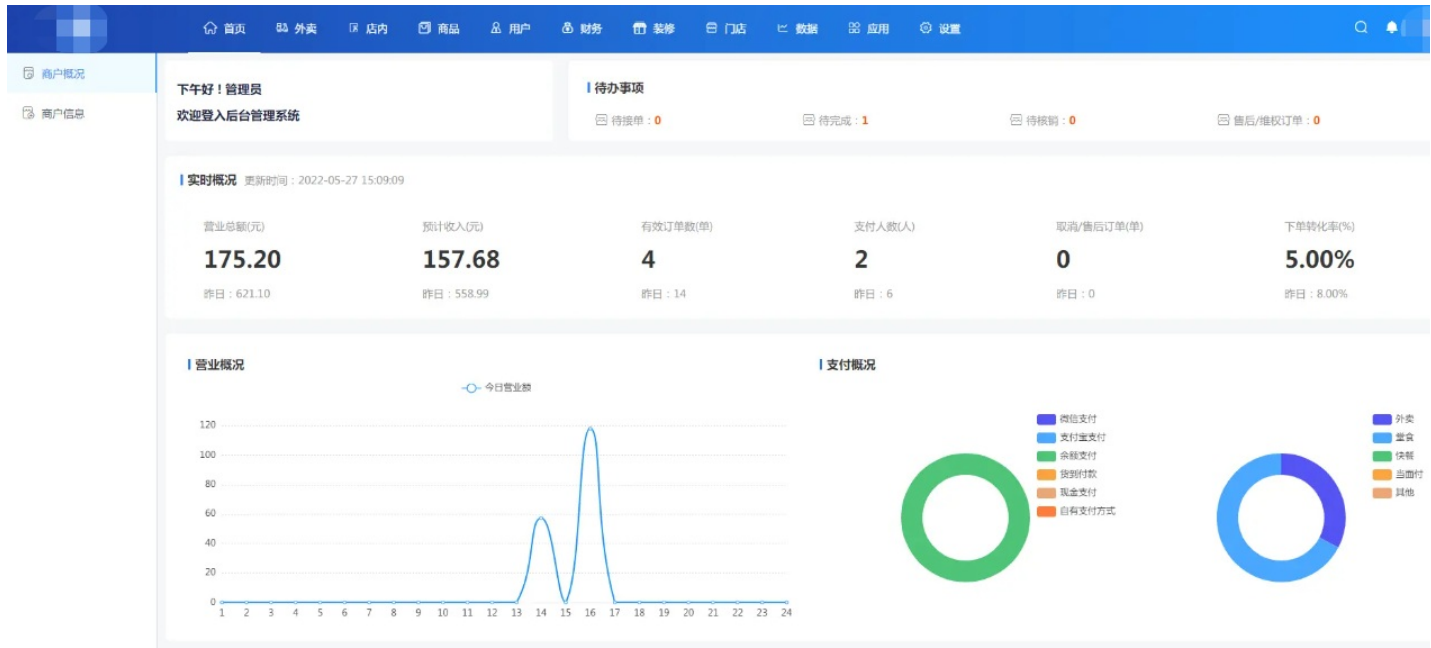 首页 外卖 店内 商品 用户 财务 装修 门店 数据 应用 设置
商户概况
商户信息
下午好！管理员
欢迎登入后台管理系统
待办事项
待接单：0 待完成：1 待核销：0 售后/维权订单：0
实时概况 更新时间：2022-05-27 15:09:09
营业总额(元) 预计收入(元) 有效订单数(单) 支付人数(人) 取消/售后订单(单) 下单转化率(%)
175.20 157.68 4 2 0 5.00%
昨日：621.10 昨日：558.99 昨日：14 昨日：6 昨日：0 昨日：8.00%
营业概况
今日营业额
120
100
80
60
40
20
0
1 2 3 4 5 6 7 8 9 10 11 12 13 14 15 16 17 18 19 20 21 22 23 24
支付概况
微信支付
支付宝支付
余额支付
货到付款
现金支付
自有支付方式
外卖
堂食
快餐
当面付
其他